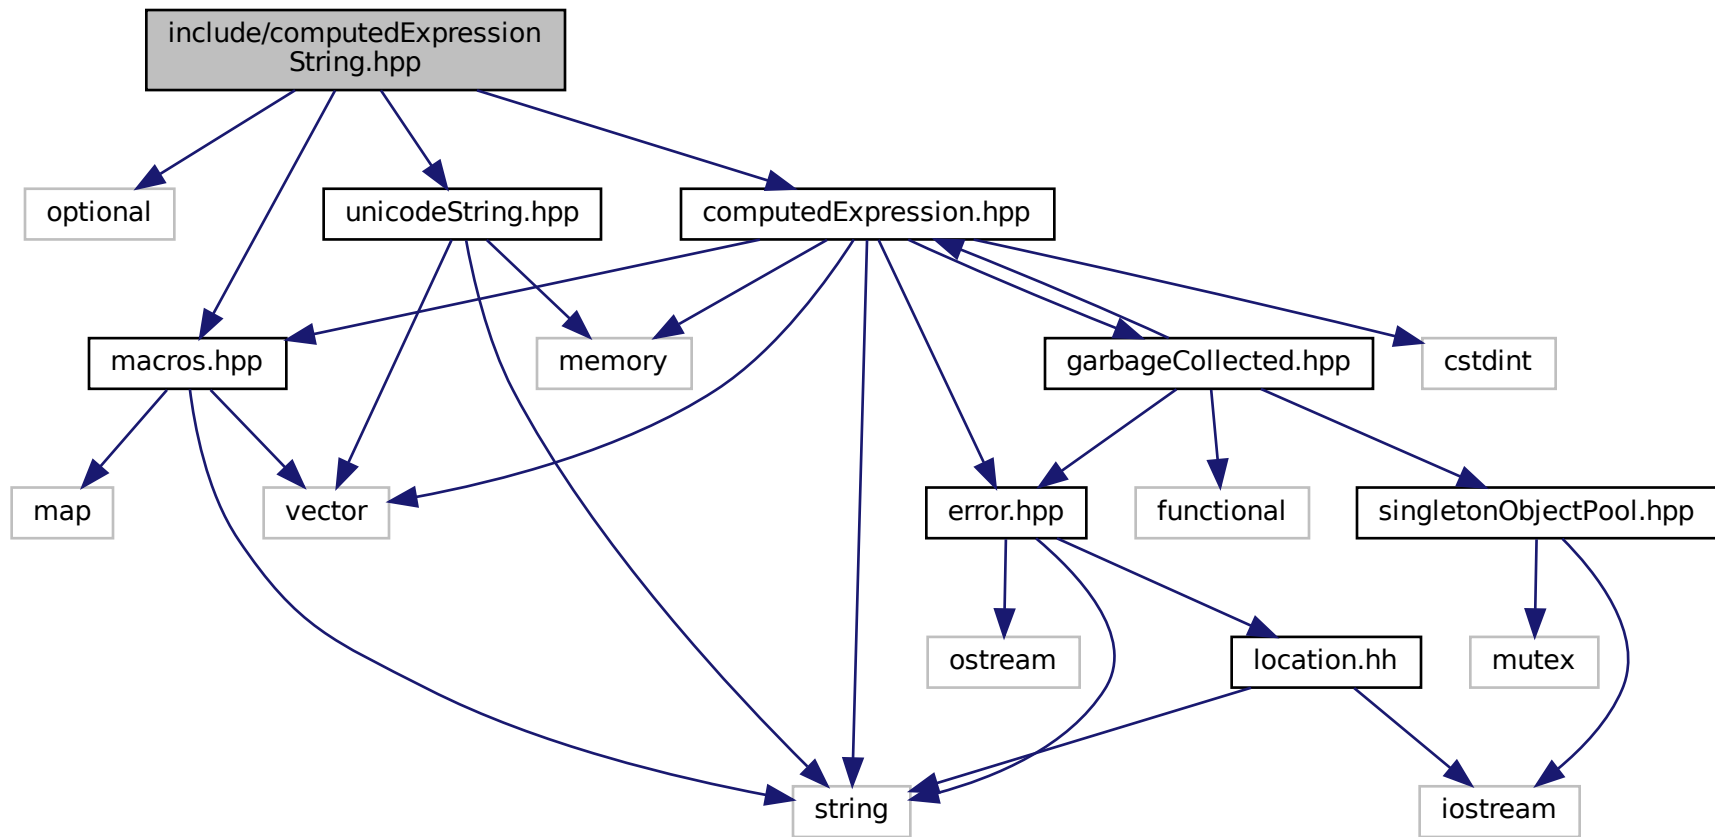 include/computedExpression
String.hpp
optional
unicodeString.hpp
computedExpression.hpp
macros.hpp
memory
garbageCollected.hpp
cstdint
map
vector
error.hpp
functional
singletonObjectPool.hpp
ostream
location.hh
mutex
string
iostream